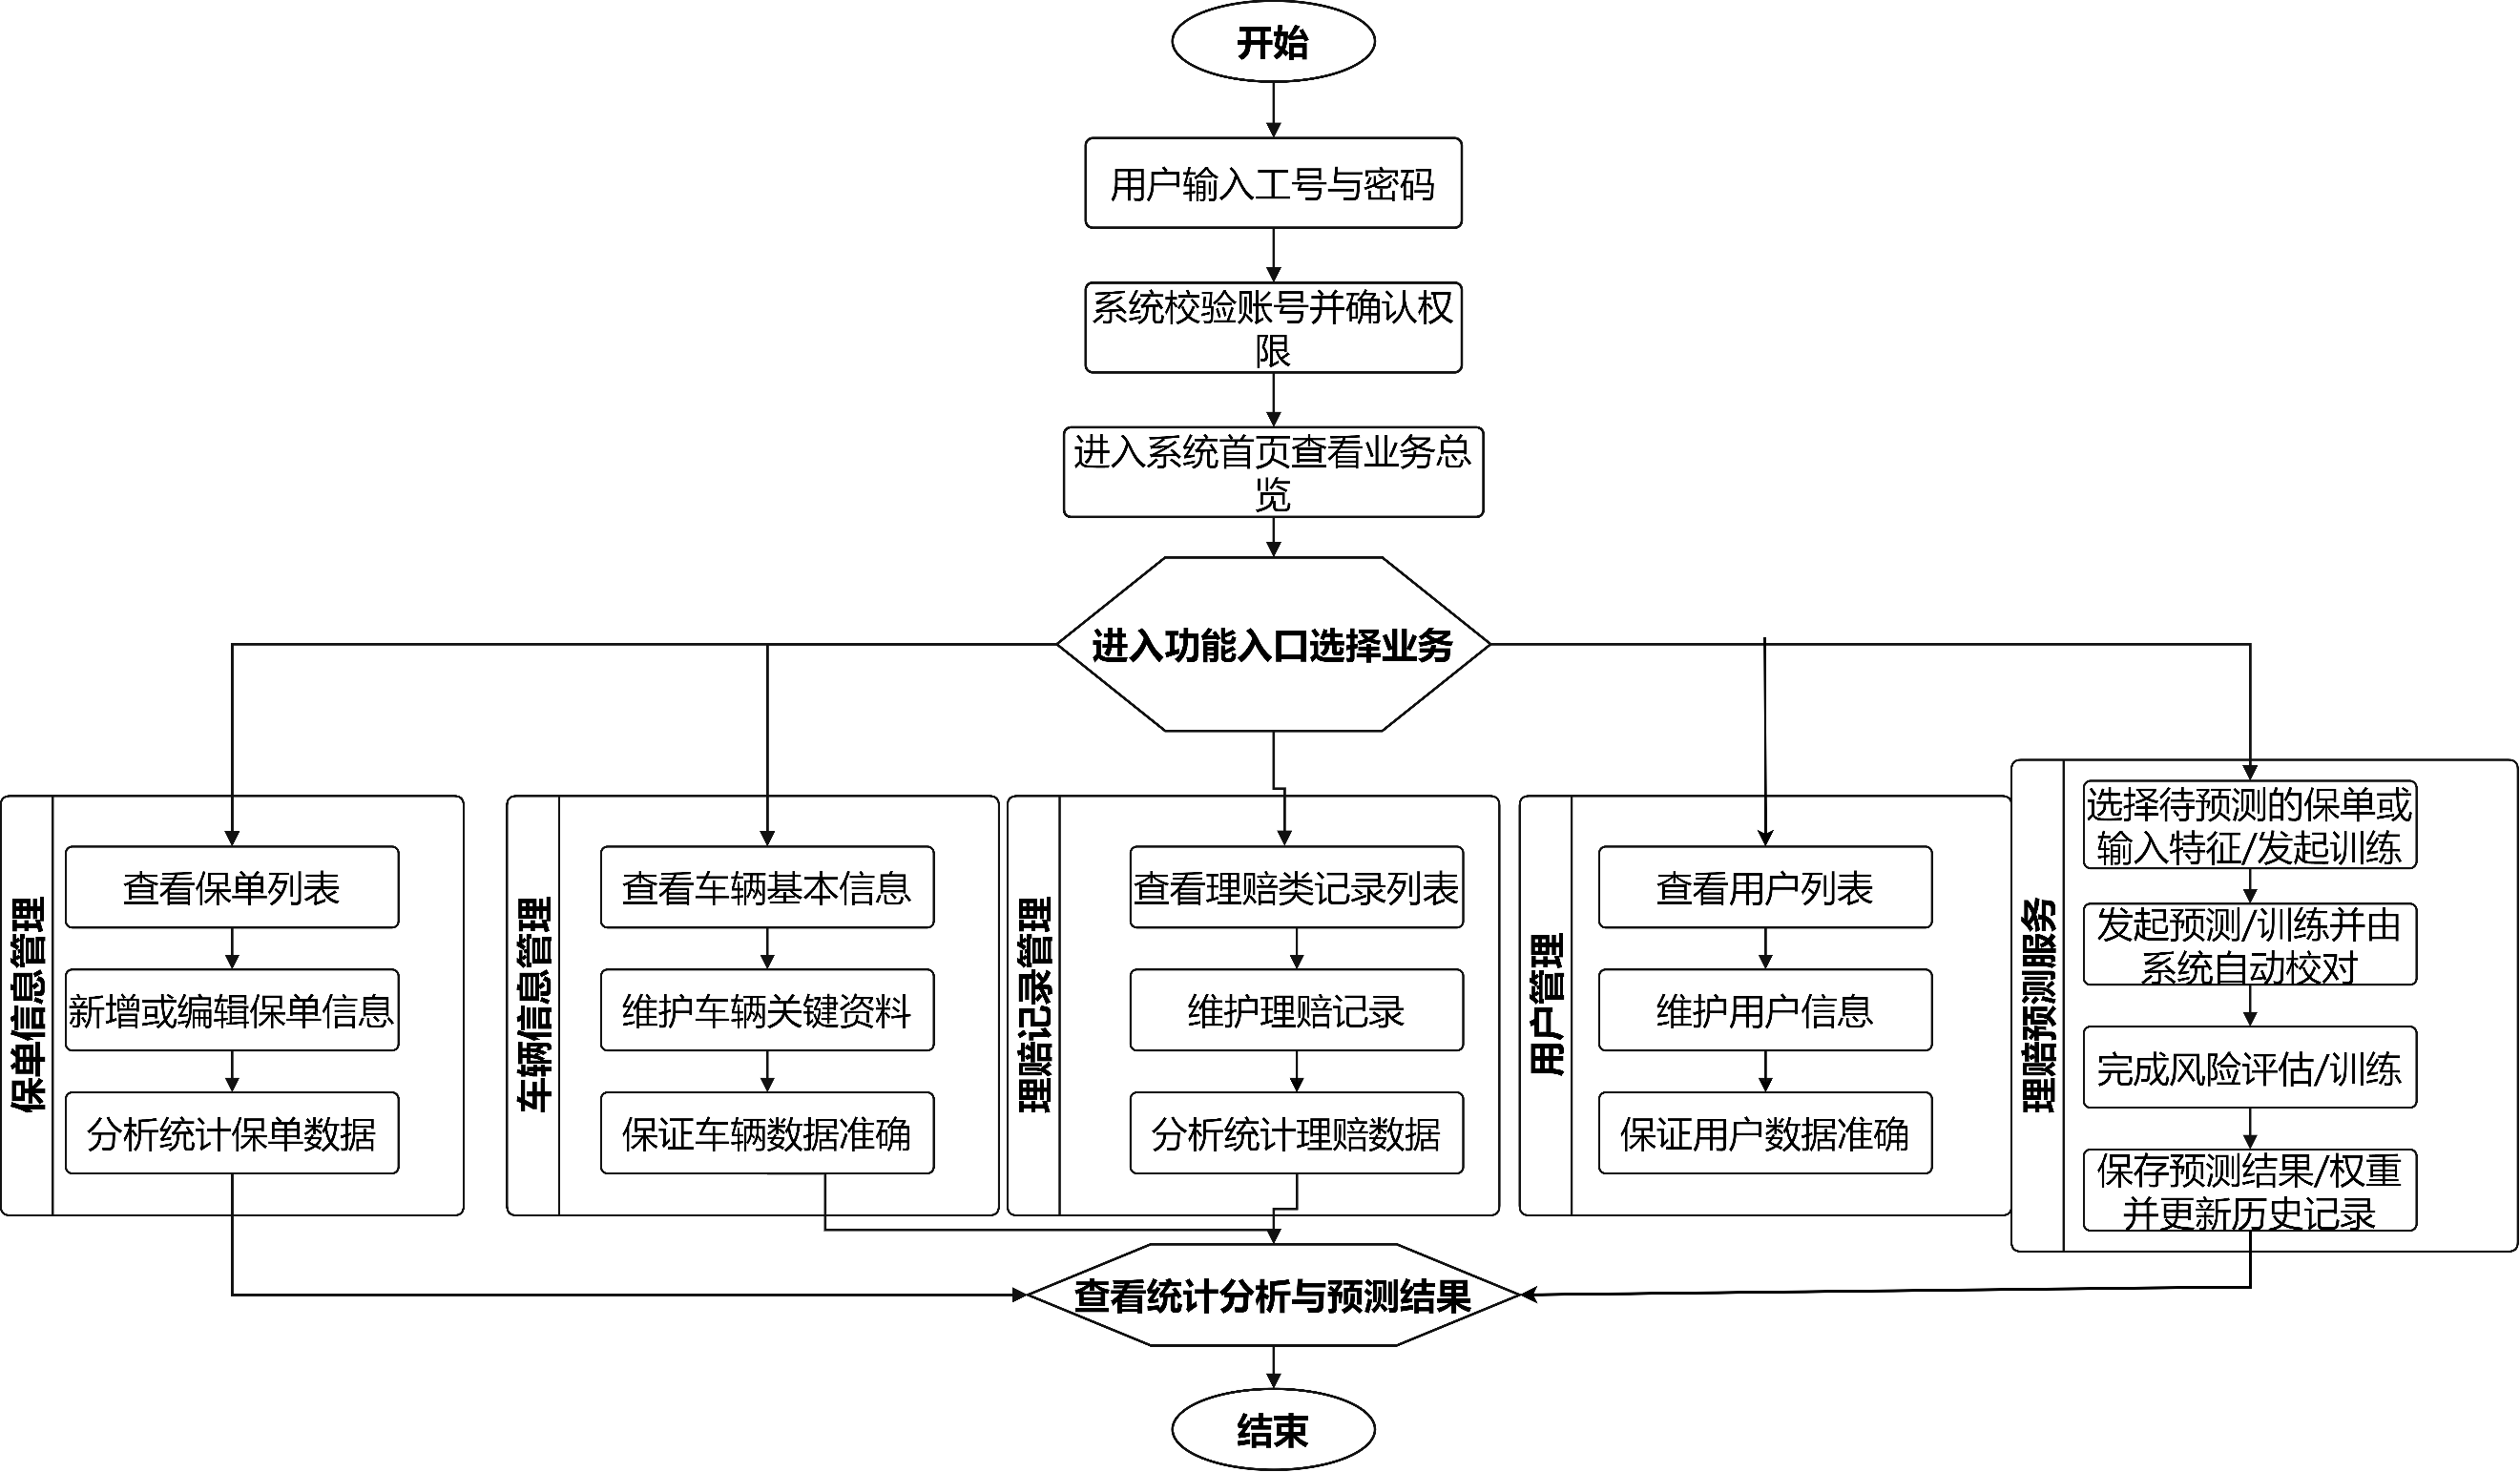 开始
用户输入工号与密码
系统校验账号并确认权
限
进入系统首页查看业务总
览
进入功能入口选择业务
保单信息管理
查看保单列表
新增或编辑保单信息
分析统计保单数据
车辆信息管理
查看车辆基本信息
维护车辆关键资料
保证车辆数据准确
理赔记录管理
查看理赔类记录列表
维护理赔记录
分析统计理赔数据
用户管理
查看用户列表
维护用户信息
保证用户数据准确
理赔预测服务
选择待预测的保单或
输入特征/发起训练
发起预测/训练并由
系统自动校对
完成风险评估/训练
保存预测结果/权重
并更新历史记录
查看统计分析与预测结果
结束